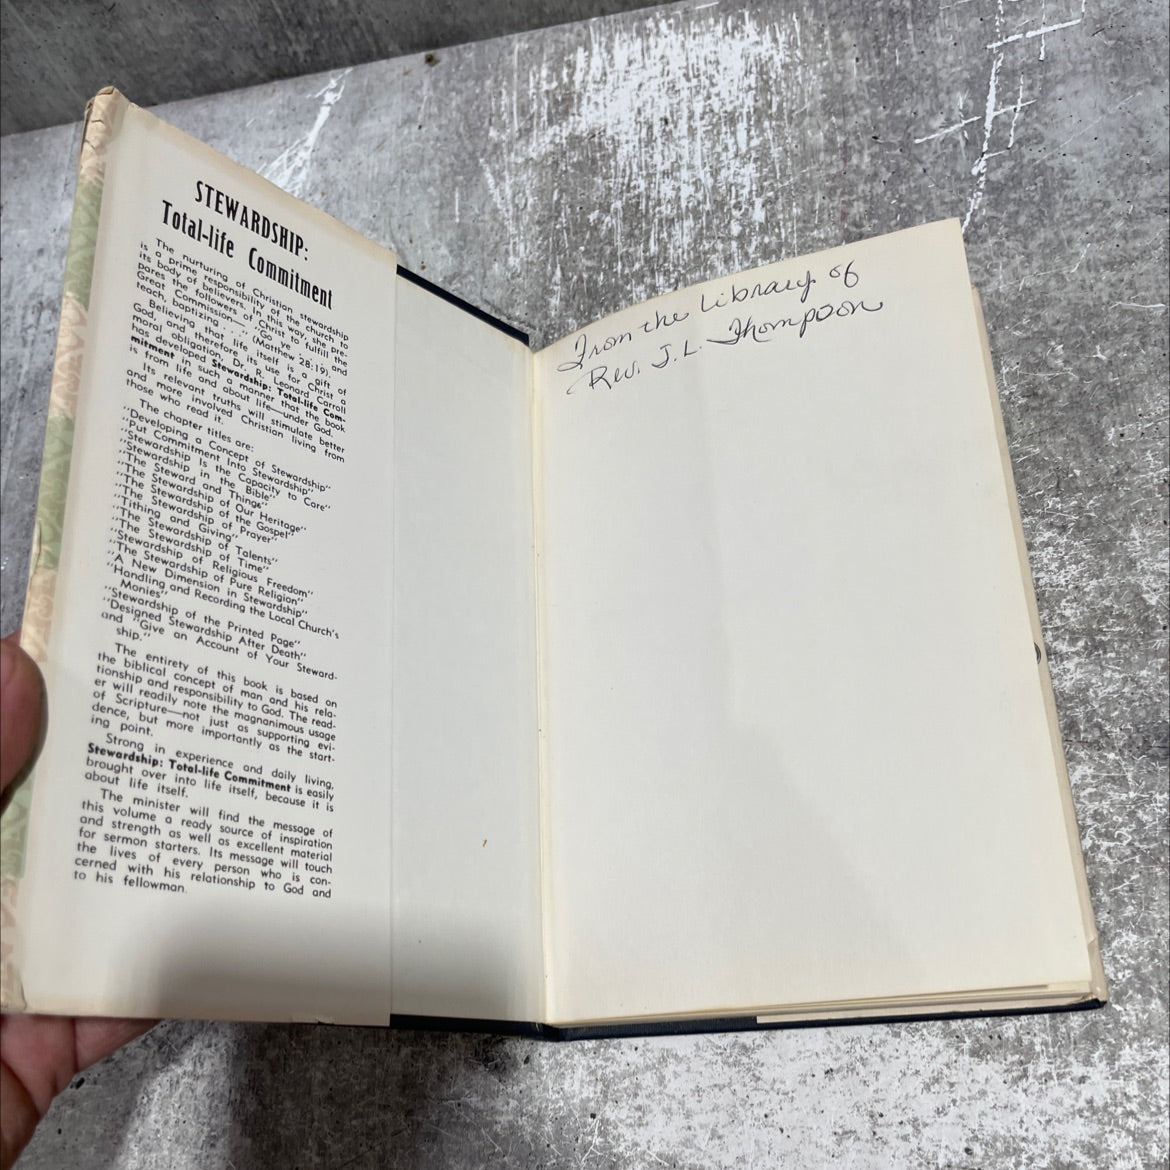 STEWARDSHIP:
Total-life Commitment
The nurturing of Christian stewardship
is a prime responsibility of the church to
its body of believers. In this way, she pre-
pares the followers of Christ to fulfill the
Great Commission—, "Go ye . . . and
teach, baptizing . . ." (Matthew 28:19).
Believing that life itself is a gift of
God, and therefore its use for Christ a
moral obligation, Dr. R. Leonard Carroll
has developed Stewardship: Total-life Com-
mitment in such a manner that the book
is from life and about life—under God.
Its relevant truths will stimulate better
and more involved Christian living from
those who read it.
The chapter titles are:
"Developing a Concept of Stewardship"
"Put Commitment Into Stewardship"
"Stewardship Is the Capacity to Care"
"Stewardship in the Bible"
"The Steward and Things"
"The Stewardship of Our Heritage"
"The Stewardship of the Gospel"
"The Stewardship of Prayer"
"Tithing and Giving"
"The Stewardship of Talents"
"The Stewardship of Time"
"Stewardship of Religious Freedom"
"The Stewardship of Pure Religion"
"A New Dimension in Stewardship"
"Handling and Recording the Local Church's
Monies"
"Stewardship of the Printed Page"
"Designed Stewardship After Death"
and "Give an Account of Your Steward-
ship."
The entirety of this book is based on
the biblical concept of man and his rela-
tionship and responsibility to God. The read-
er will readily note the magnanimous usage
of Scripture—not just as supporting evi-
dence, but more importantly as the start-
ing point.
Strong in experience and daily living,
Stewardship: Total-life Commitment is easily
brought over into life itself, because it is
about life itself.
The minister will find the message of
this volume a ready source of inspiration
and strength as well as excellent material
for sermon starters. Its message will touch
the lives of every person who is con-
cerned with his relationship to God and
to his fellowman.
From the Library of
Rev. J. L. Thompson